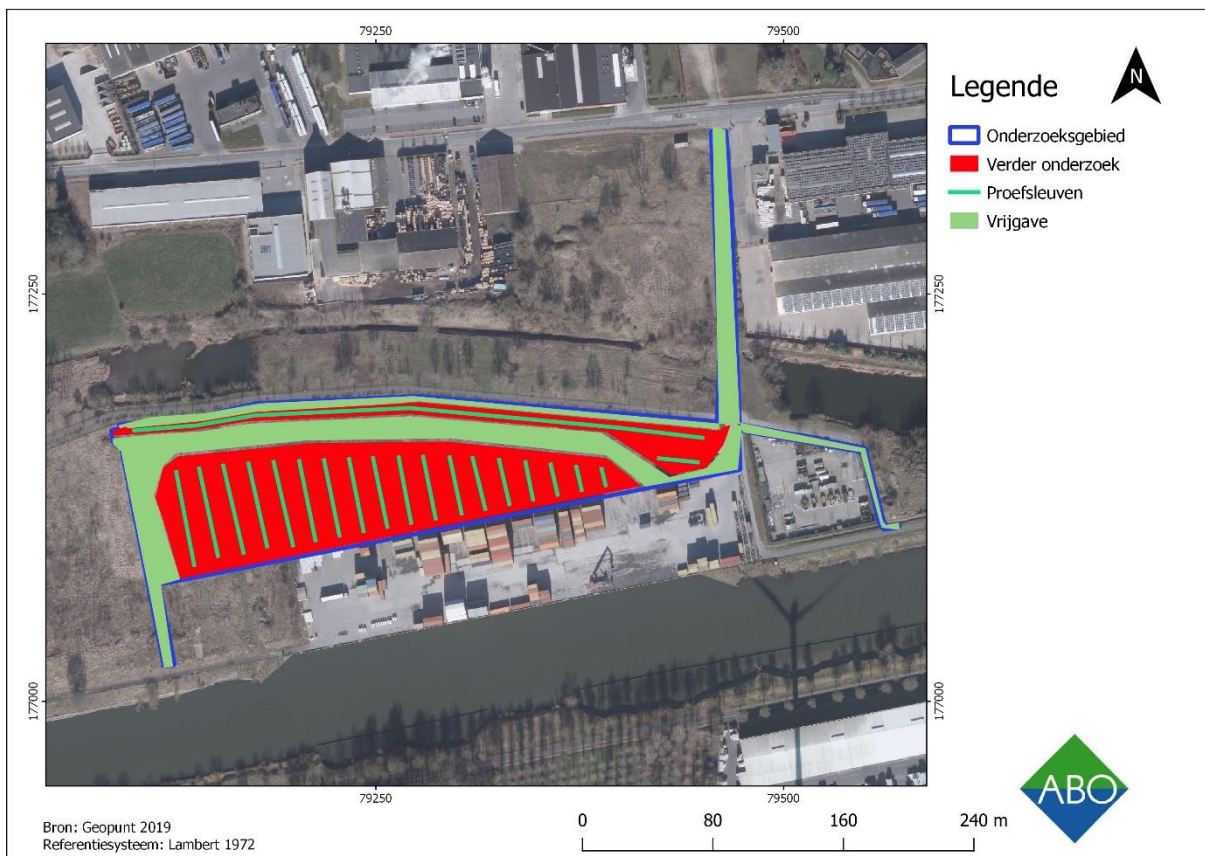 79250
79500
Legende
N
Onderzoeksgebied
Verder onderzoek
Proefsleuven
Vrijgave
177250
177250
177000
177000
79250
79500
ABO
Bron: Geopunt 2019
Referentiesysteem: Lambert 1972
0 80 160 240 m